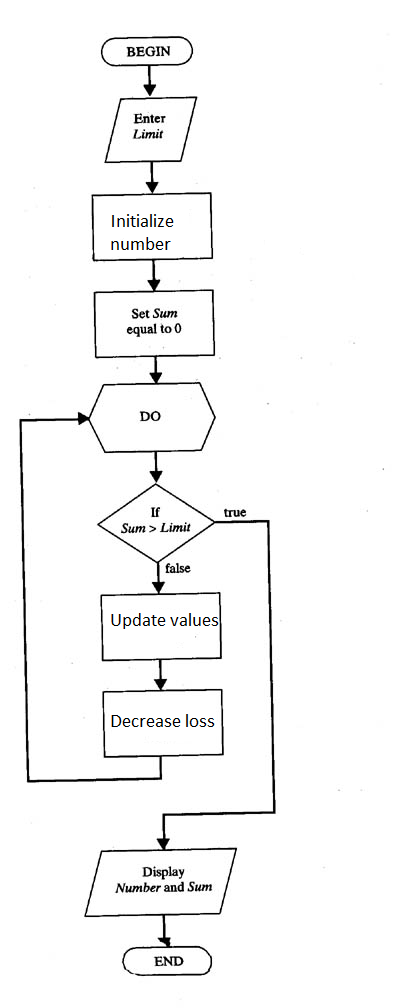 BEGIN
Enter
Limit
Initialize
number
Set Sum
equal to 0
DO
If
Sum > Limit
true
false
Update values
Decrease loss
Display
Number and Sum
END